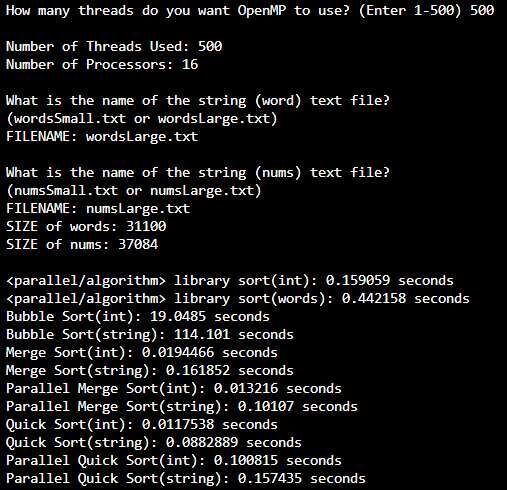 How many threads do you want OpenMP to use? (Enter 1-500) 500
Number of Threads Used: 500
Number of Processors: 16
What is the name of the string (word) text file?
(wordsSmall.txt or wordsLarge.txt)
FILENAME: wordsLarge.txt
What is the name of the string (nums) text file?
(numsSmall.txt or numsLarge.txt)
FILENAME: numsLarge.txt
SIZE of words: 31100
SIZE of nums: 37084
<parallel/algorithm> library sort(int): 0.159059 seconds
<parallel/algorithm> library sort(words): 0.442158 seconds
Bubble Sort(int): 19.0485 seconds
Bubble Sort(string): 114.101 seconds
Merge Sort(int): 0.0194466 seconds
Merge Sort(string): 0.161852 seconds
Parallel Merge Sort(int): 0.013216 seconds
Parallel Merge Sort(string): 0.10107 seconds
Quick Sort(int): 0.0117538 seconds
Quick Sort(string): 0.0882889 seconds
Parallel Quick Sort(int): 0.100815 seconds
Parallel Quick Sort(string): 0.157435 seconds